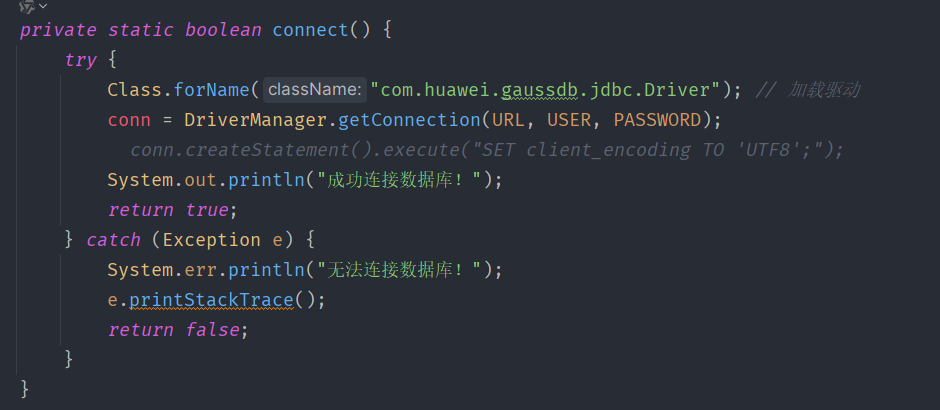 private static boolean connect() {
try {
Class.forName( className: "com.huawei.gaussdb.jdbc.Driver"); // 加载驱动
conn = DriverManager.getConnection(URL, USER, PASSWORD);
conn.createStatement().execute("SET client_encoding TO 'UTF8';");
System.out.println("成功连接数据库！");
return true;
} catch (Exception e) {
System.err.println("无法连接数据库！");
e.printStackTrace();
return false;
}
}